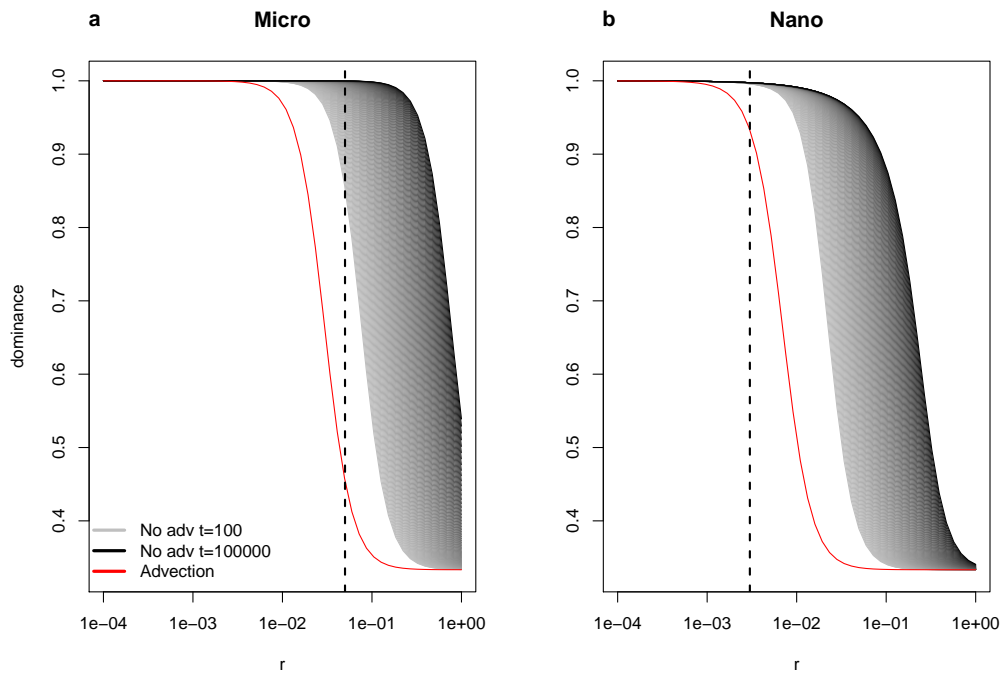 a Micro
dominance
1.0
0.9
0.8
0.7
0.6
0.5
0.4
No adv t=100
No adv t=100000
Advection
1e-04 1e-03 1e-02 1e-01 1e+00
r
b Nano
1.0
0.9
0.8
0.7
0.6
0.5
0.4
1e-04 1e-03 1e-02 1e-01 1e+00
r